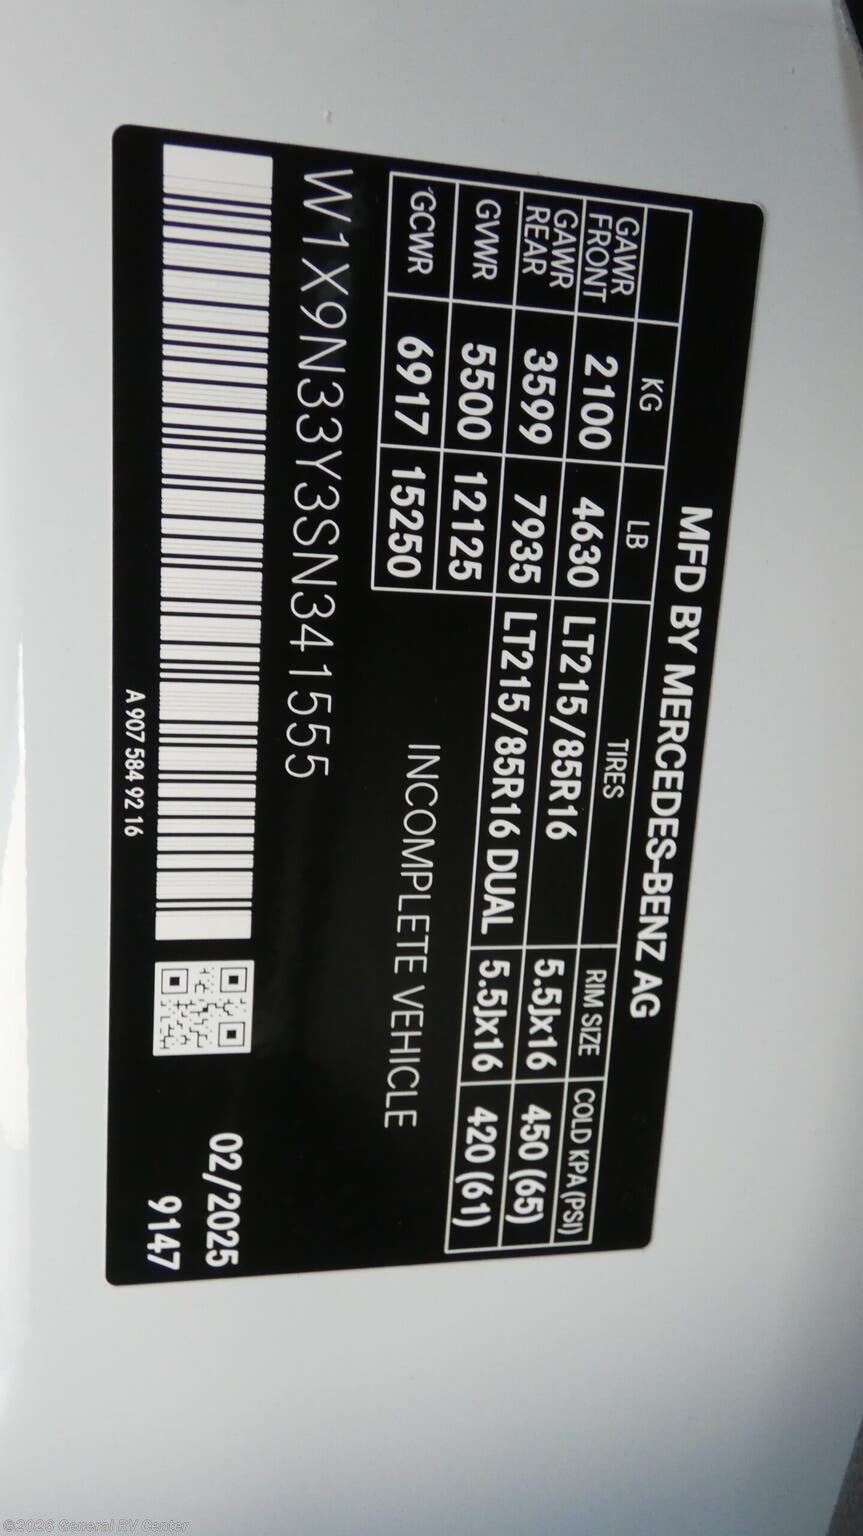 MFD BY MERCEDES-BENZ AG
KG LB TIRES RIM SIZE COLD KPA (PSI)
GAWR FRONT 2100 4630 LT215/85R16 5.5Jx16 450 (65)
GAWR REAR 3599 7935 LT215/85R16 DUAL 5.5Jx16 420 (61)
GVWR 5500 12125
GCWR 6917 15250
INCOMPLETE VEHICLE
W1X9N33Y3SN341555
02/2025
9147
A 907 584 92 16
©2026 General RV Center